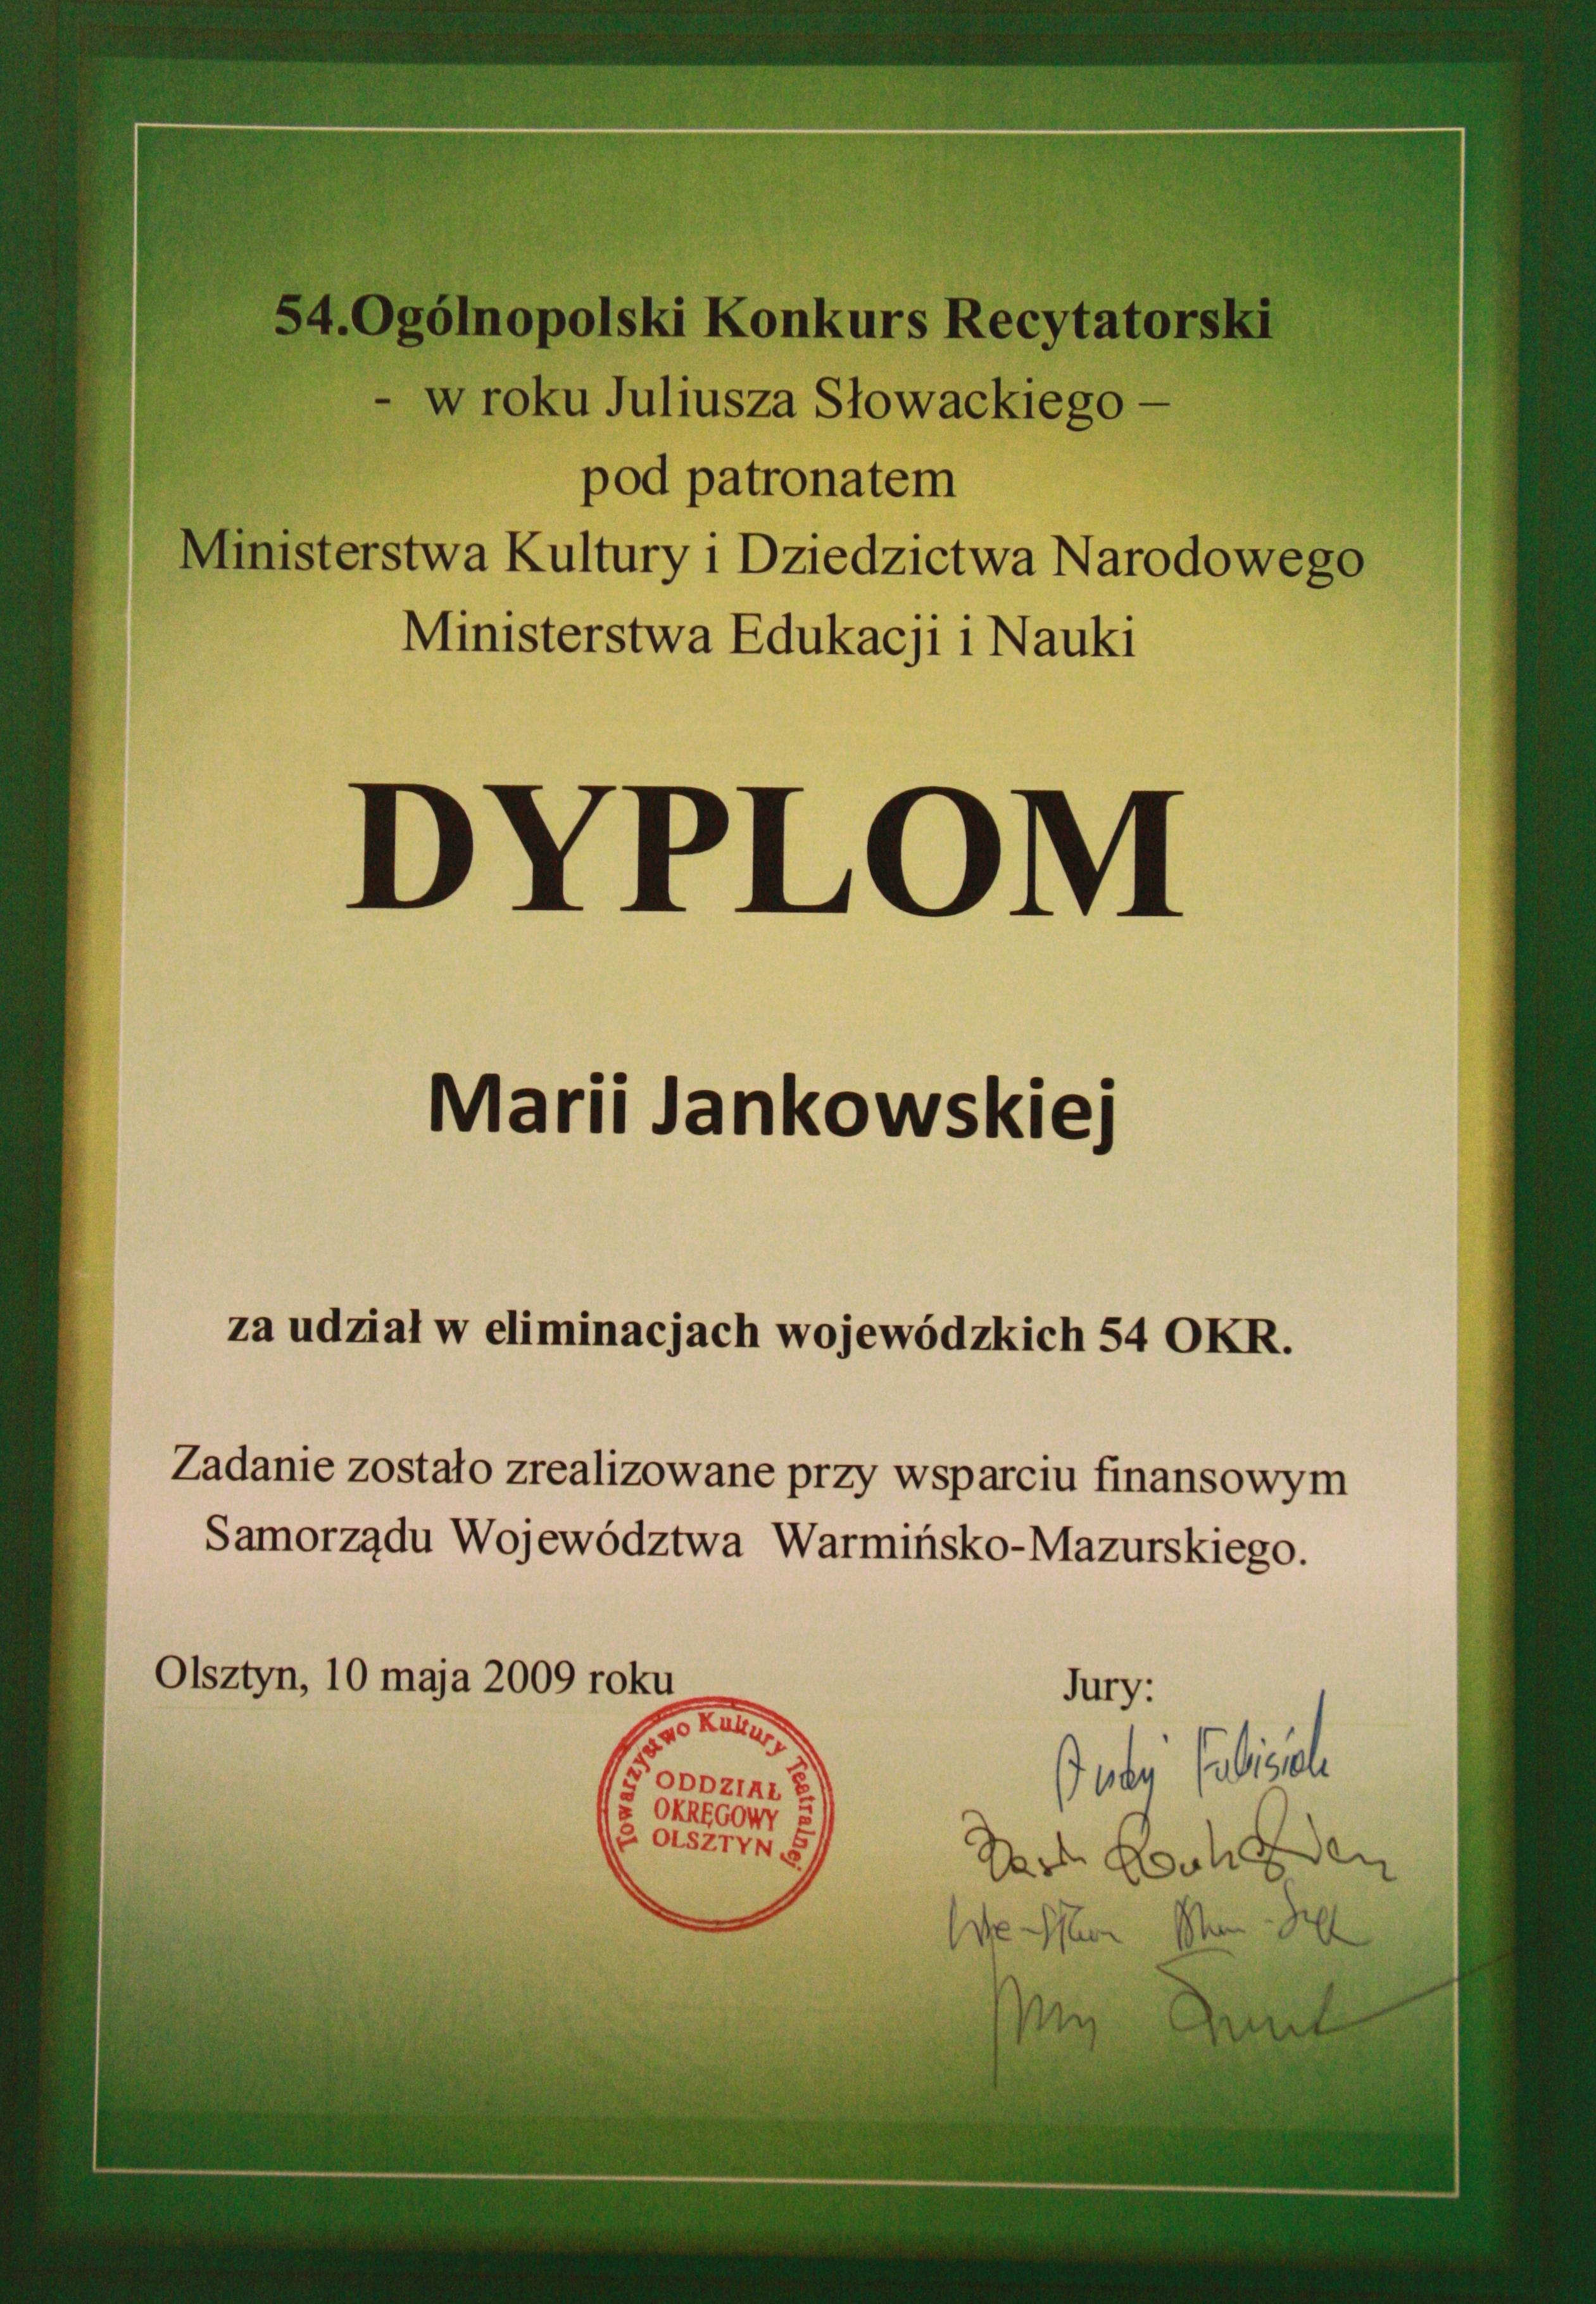 54.Ogólnopolski Konkurs Recytatorski
- w roku Juliusza Słowackiego –
pod patronatem
Ministerstwa Kultury i Dziedzictwa Narodowego
Ministerstwa Edukacji i Nauki
DYPLOM
Marii Jankowskiej
za udział w eliminacjach wojewódzkich 54 OKR.
Zadanie zostało zrealizowane przy wsparciu finansowym
Samorządu Województwa Warmińsko-Mazurskiego.
Olsztyn, 10 maja 2009 roku
Jury:
Towarzystwo Kultury Teatralnej
ODDZIAŁ
OKRĘGOWY
OLSZTYN